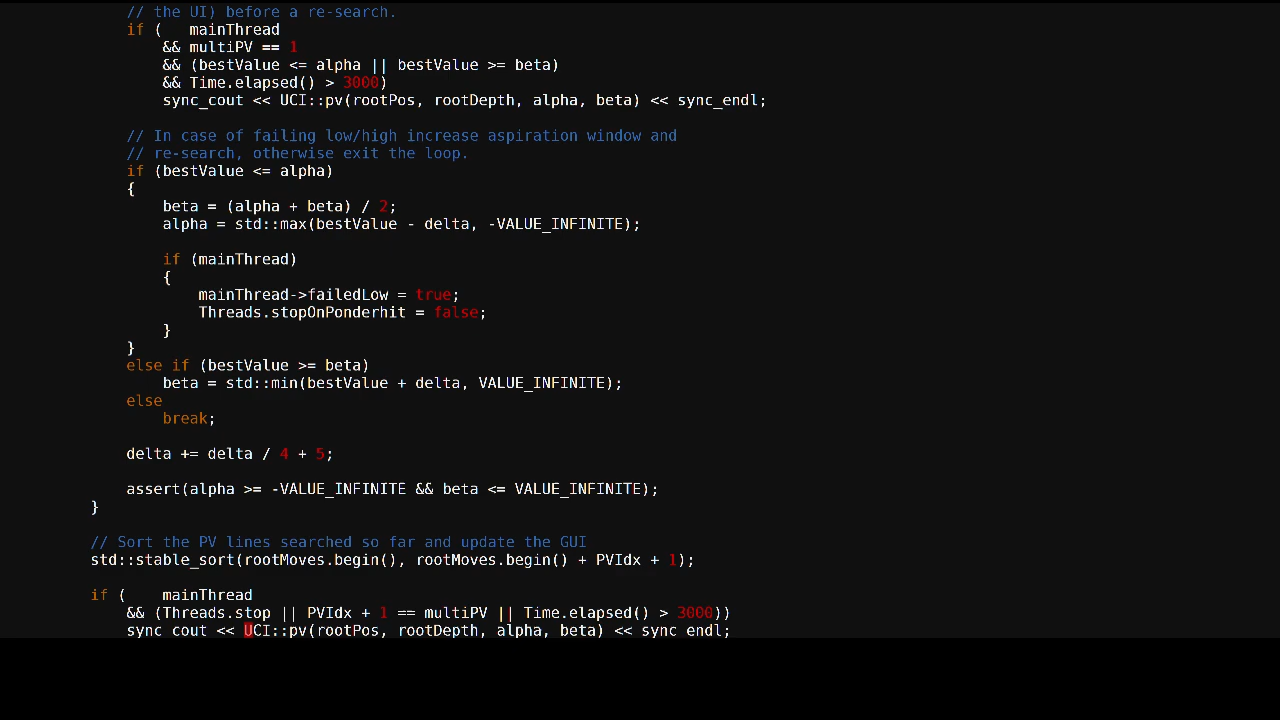 // the UI) before a re-search.
if (   mainThread
    && multiPV == 1
    && (bestValue <= alpha || bestValue >= beta)
    && Time.elapsed() > 3000)
    sync_cout << UCI::pv(rootPos, rootDepth, alpha, beta) << sync_endl;

// In case of failing low/high increase aspiration window and
// re-search, otherwise exit the loop.
if (bestValue <= alpha)
{
    beta = (alpha + beta) / 2;
    alpha = std::max(bestValue - delta, -VALUE_INFINITE);

    if (mainThread)
    {
        mainThread->failedLow = true;
        Threads.stopOnPonderhit = false;
    }
}
else if (bestValue >= beta)
    beta = std::min(bestValue + delta, VALUE_INFINITE);
else
    break;

delta += delta / 4 + 5;

assert(alpha >= -VALUE_INFINITE && beta <= VALUE_INFINITE);
}

// Sort the PV lines searched so far and update the GUI
std::stable_sort(rootMoves.begin(), rootMoves.begin() + PVIdx + 1);

if (    mainThread
    && (Threads.stop || PVIdx + 1 == multiPV || Time.elapsed() > 3000))
    sync_cout << UCI::pv(rootPos, rootDepth, alpha, beta) << sync_endl;